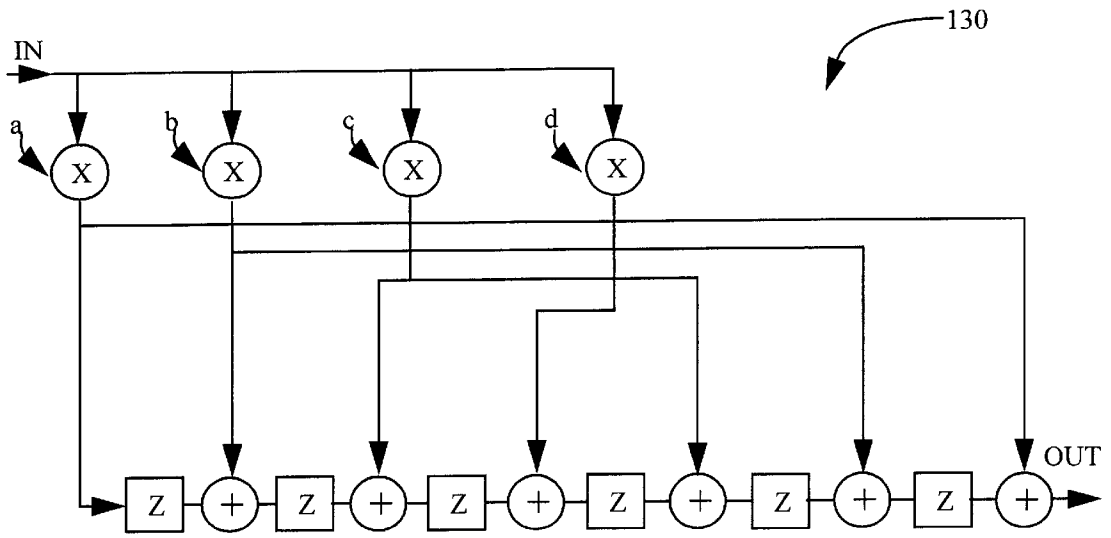 130
IN
a b c d
X X X X
OUT
Z + Z + Z + Z + Z + Z +